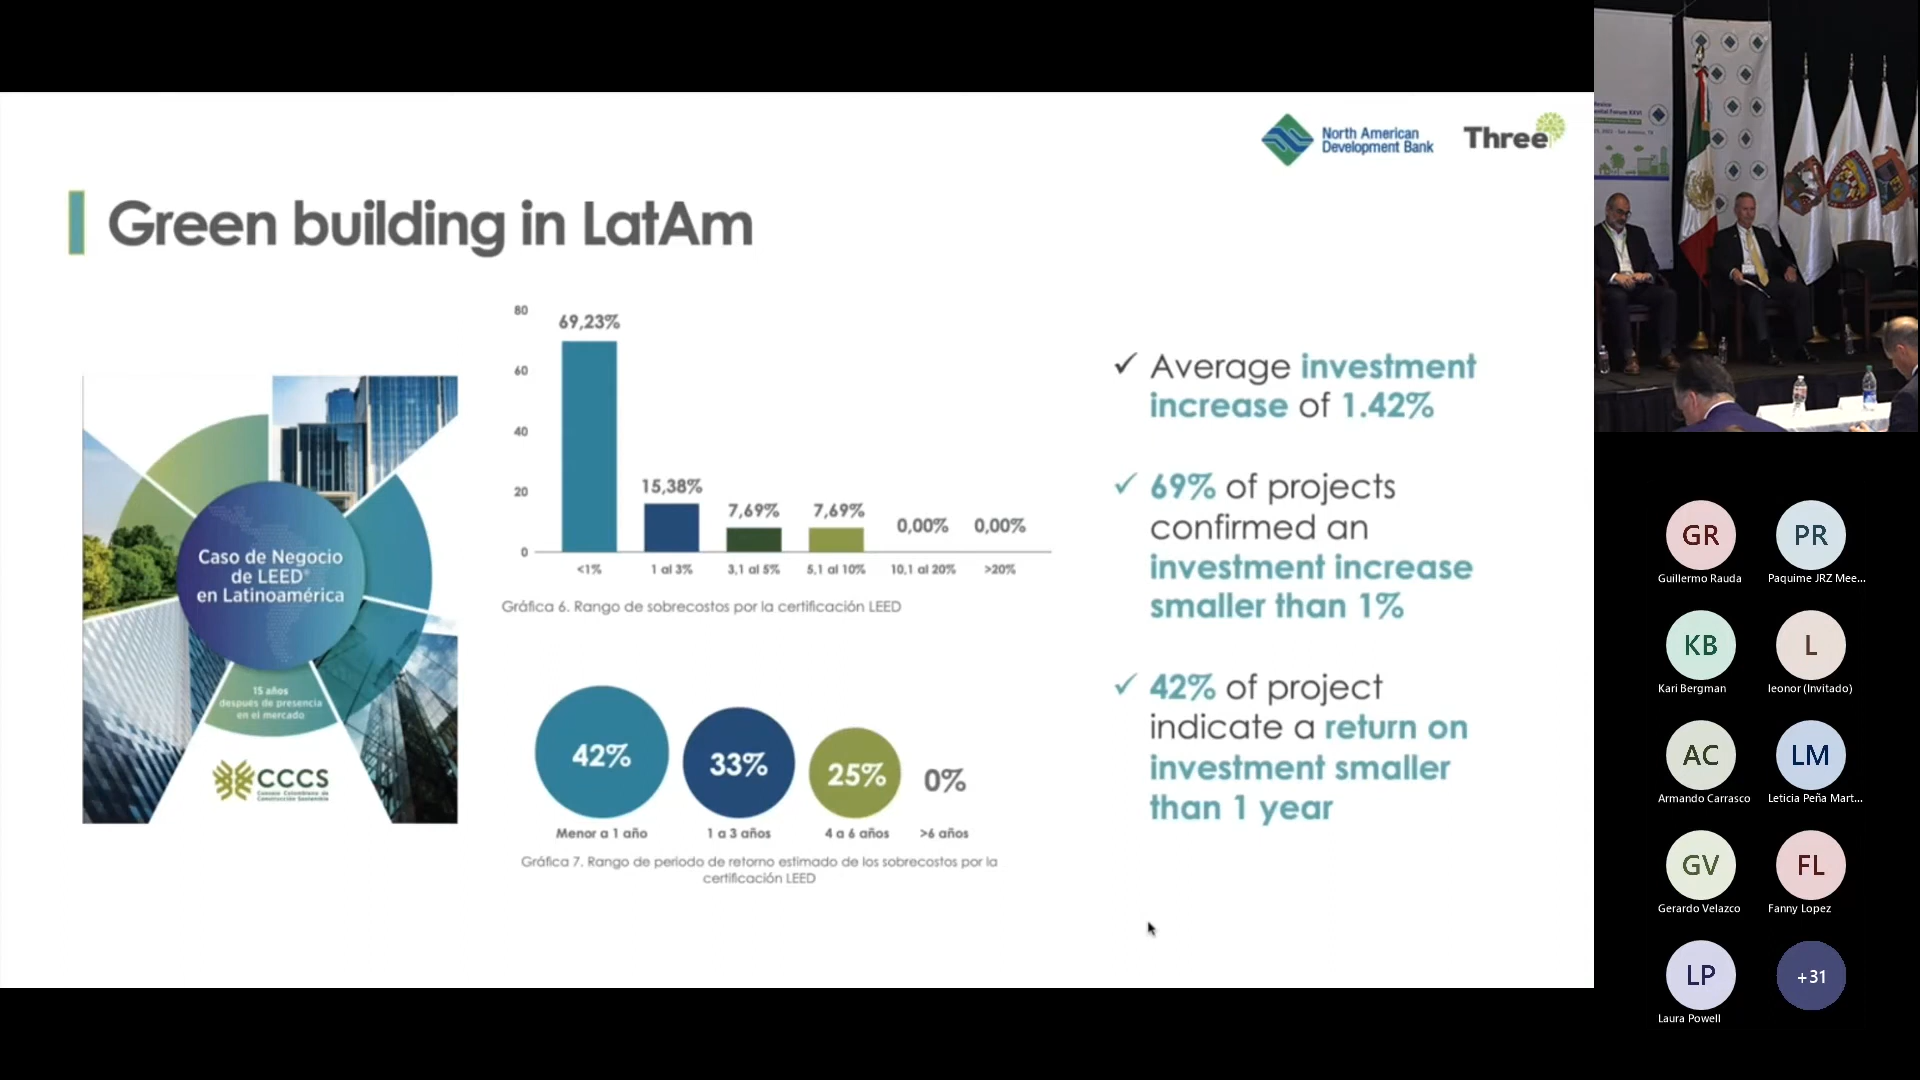 North American
Development Bank
Three
Green building in LatAm
80
60
40
20
0
69,23%
15,38%
7,69%
7,69%
0,00%
0,00%
<1%
1 al 3%
3,1 al 5%
5,1 al 10%
10,1 al 20%
>20%
Gráfica 6. Rango de sobrecostos por la certificación LEED
Caso de Negocio
de LEED®
en Latinoamérica
15 años
después de presencia
en el mercado
CCCS
Consejo Colombiano de
Construcción Sostenible
42%
33%
25%
0%
Menor a 1 año
1 a 3 años
4 a 6 años
>6 años
Gráfica 7. Rango de periodo de retorno estimado de los sobrecostos por la
certificación LEED
✓ Average investment
increase of 1.42%
✓ 69% of projects
confirmed an
investment increase
smaller than 1%
✓ 42% of project
indicate a return on
investment smaller
than 1 year
GR
Guillermo Rauda
PR
Paquime JRZ Mee...
KB
Kari Bergman
L
leonor (Invitado)
AC
Armando Carrasco
LM
Leticia Peña Mart...
GV
Gerardo Velazco
FL
Fanny Lopez
LP
Laura Powell
+31